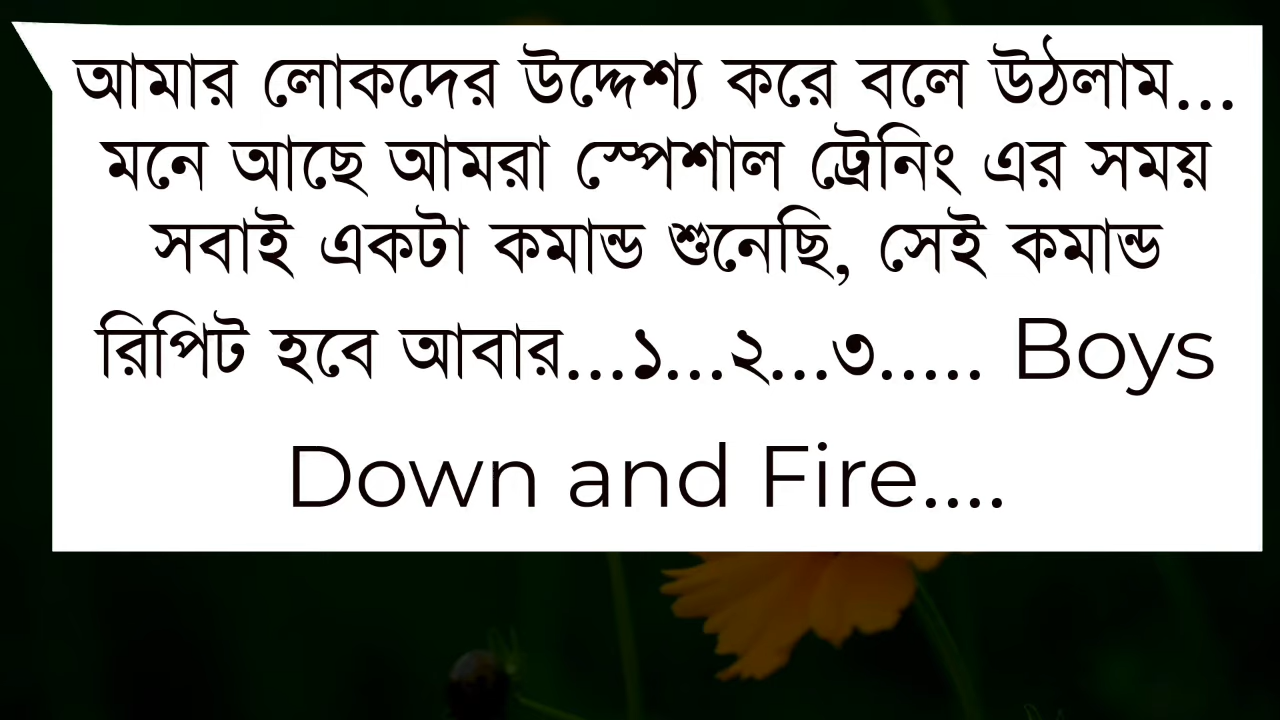 আমার লোকদের উদ্দেশ্য করে বলে উঠলাম...
মনে আছে আমরা স্পেশাল ট্রেনিং এর সময়
সবাই একটা কমান্ড শুনেছি, সেই কমান্ড
রিপিট হবে আবার...১...২...৩..... Boys
Down and Fire....